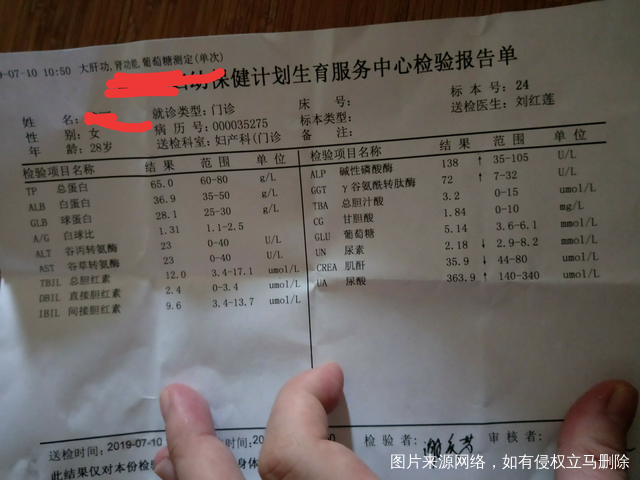 9-07-10 10:50 大肝功,肾功能,葡萄糖测定(单次)
幼保健计划生育服务中心检验报告单
姓 名: 就诊类型:门诊 床 号: 标 本 号:24
性 别:女 病 历 号:000035275 标本类型: 送检医生:刘红莲
年 龄:28岁 送检科室:妇产科(门诊 备 注:
检验项目名称 结 果 范 围 单 位 检验项目名称 结 果 范 围 单 位
TP 总蛋白 65.0 60-80 g/L ALP 碱性磷酸酶 138 ↑ 35-105 U/L
ALB 白蛋白 36.9 35-50 g/L GGT γ谷氨酰转肽酶 72 ↑ 7-32 U/L
GLB 球蛋白 28.1 25-30 g/L TBA 总胆汁酸 3.2 0-15 umol/L
A/G 白球比 1.31 1.1-2.5 CG 甘胆酸 1.84 0-10 mg/L
ALT 谷丙转氨酶 23 0-40 U/L GLU 葡萄糖 5.14 3.6-6.1 mmol/L
AST 谷草转氨酶 23 0-40 U/L UN 尿素 2.18 ↓ 2.9-8.2 mmol/L
TBIL 总胆红素 12.0 3.4-17.1 umol/L CREA 肌酐 35.9 ↓ 44-80 umol/L
DBIL 直接胆红素 2.4 0-3.4 umol/L UA 尿酸 363.9 ↑ 140-340 umol/L
IBIL 间接胆红素 9.6 3.4-13.7 umol/L
送检时间:2019-07-10 时间:20 检 验 者: 审 核 者:
此结果仅对本份检 身体
图片来源网络，如有侵权立马删除